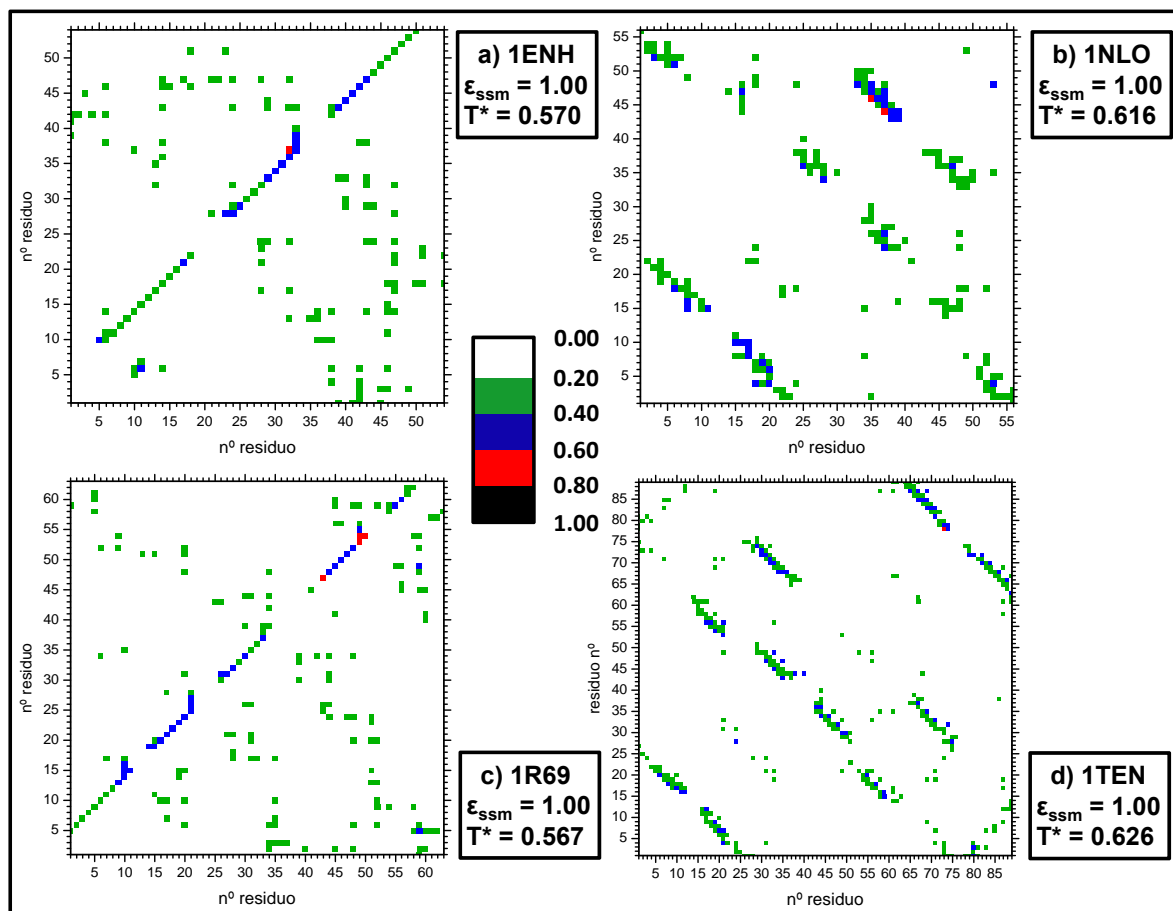 a) 1ENH
εssm = 1.00
T* = 0.570
nº residuo
50
45
40
35
30
25
20
15
10
5
5 10 15 20 25 30 35 40 45 50
nº residuo
b) 1NLO
εssm = 1.00
T* = 0.616
nº residuo
55
50
45
40
35
30
25
20
15
10
5
5 10 15 20 25 30 35 40 45 50 55
nº residuo
0.00
0.20
0.40
0.60
0.80
1.00
c) 1R69
εssm = 1.00
T* = 0.567
nº residuo
60
55
50
45
40
35
30
25
20
15
10
5
5 10 15 20 25 30 35 40 45 50 55 60
nº residuo
d) 1TEN
εssm = 1.00
T* = 0.626
residuo nº
85
80
75
70
65
60
55
50
45
40
35
30
25
20
15
10
5
5 10 15 20 25 30 35 40 45 50 55 60 65 70 75 80 85
nº residuo